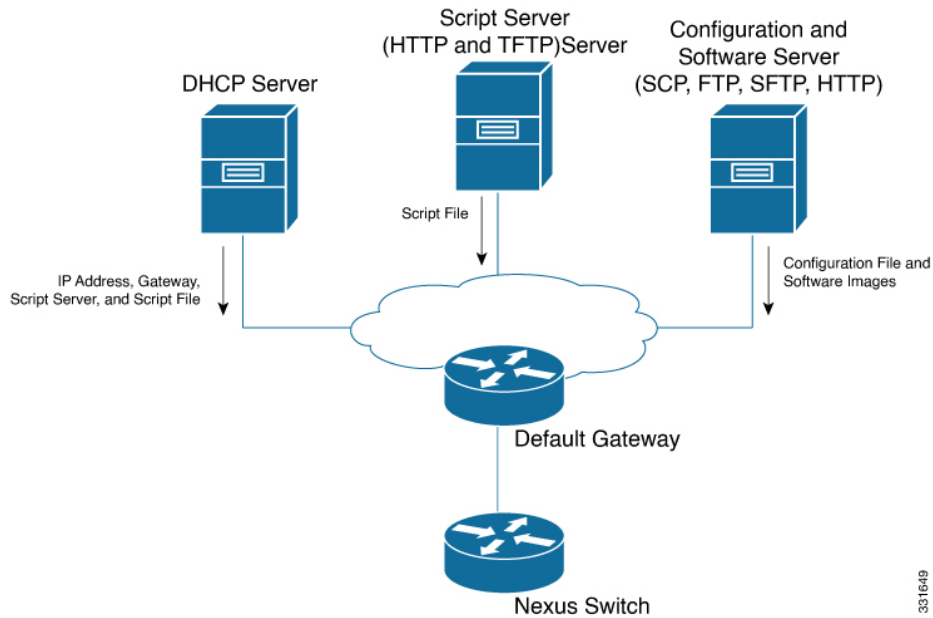 Script Server
(HTTP and TFTP)Server
Configuration and
Software Server
(SCP, FTP, SFTP, HTTP)
DHCP Server
Script File
IP Address, Gateway,
Script Server, and Script File
Configuration File and
Software Images
Default Gateway
Nexus Switch
331649